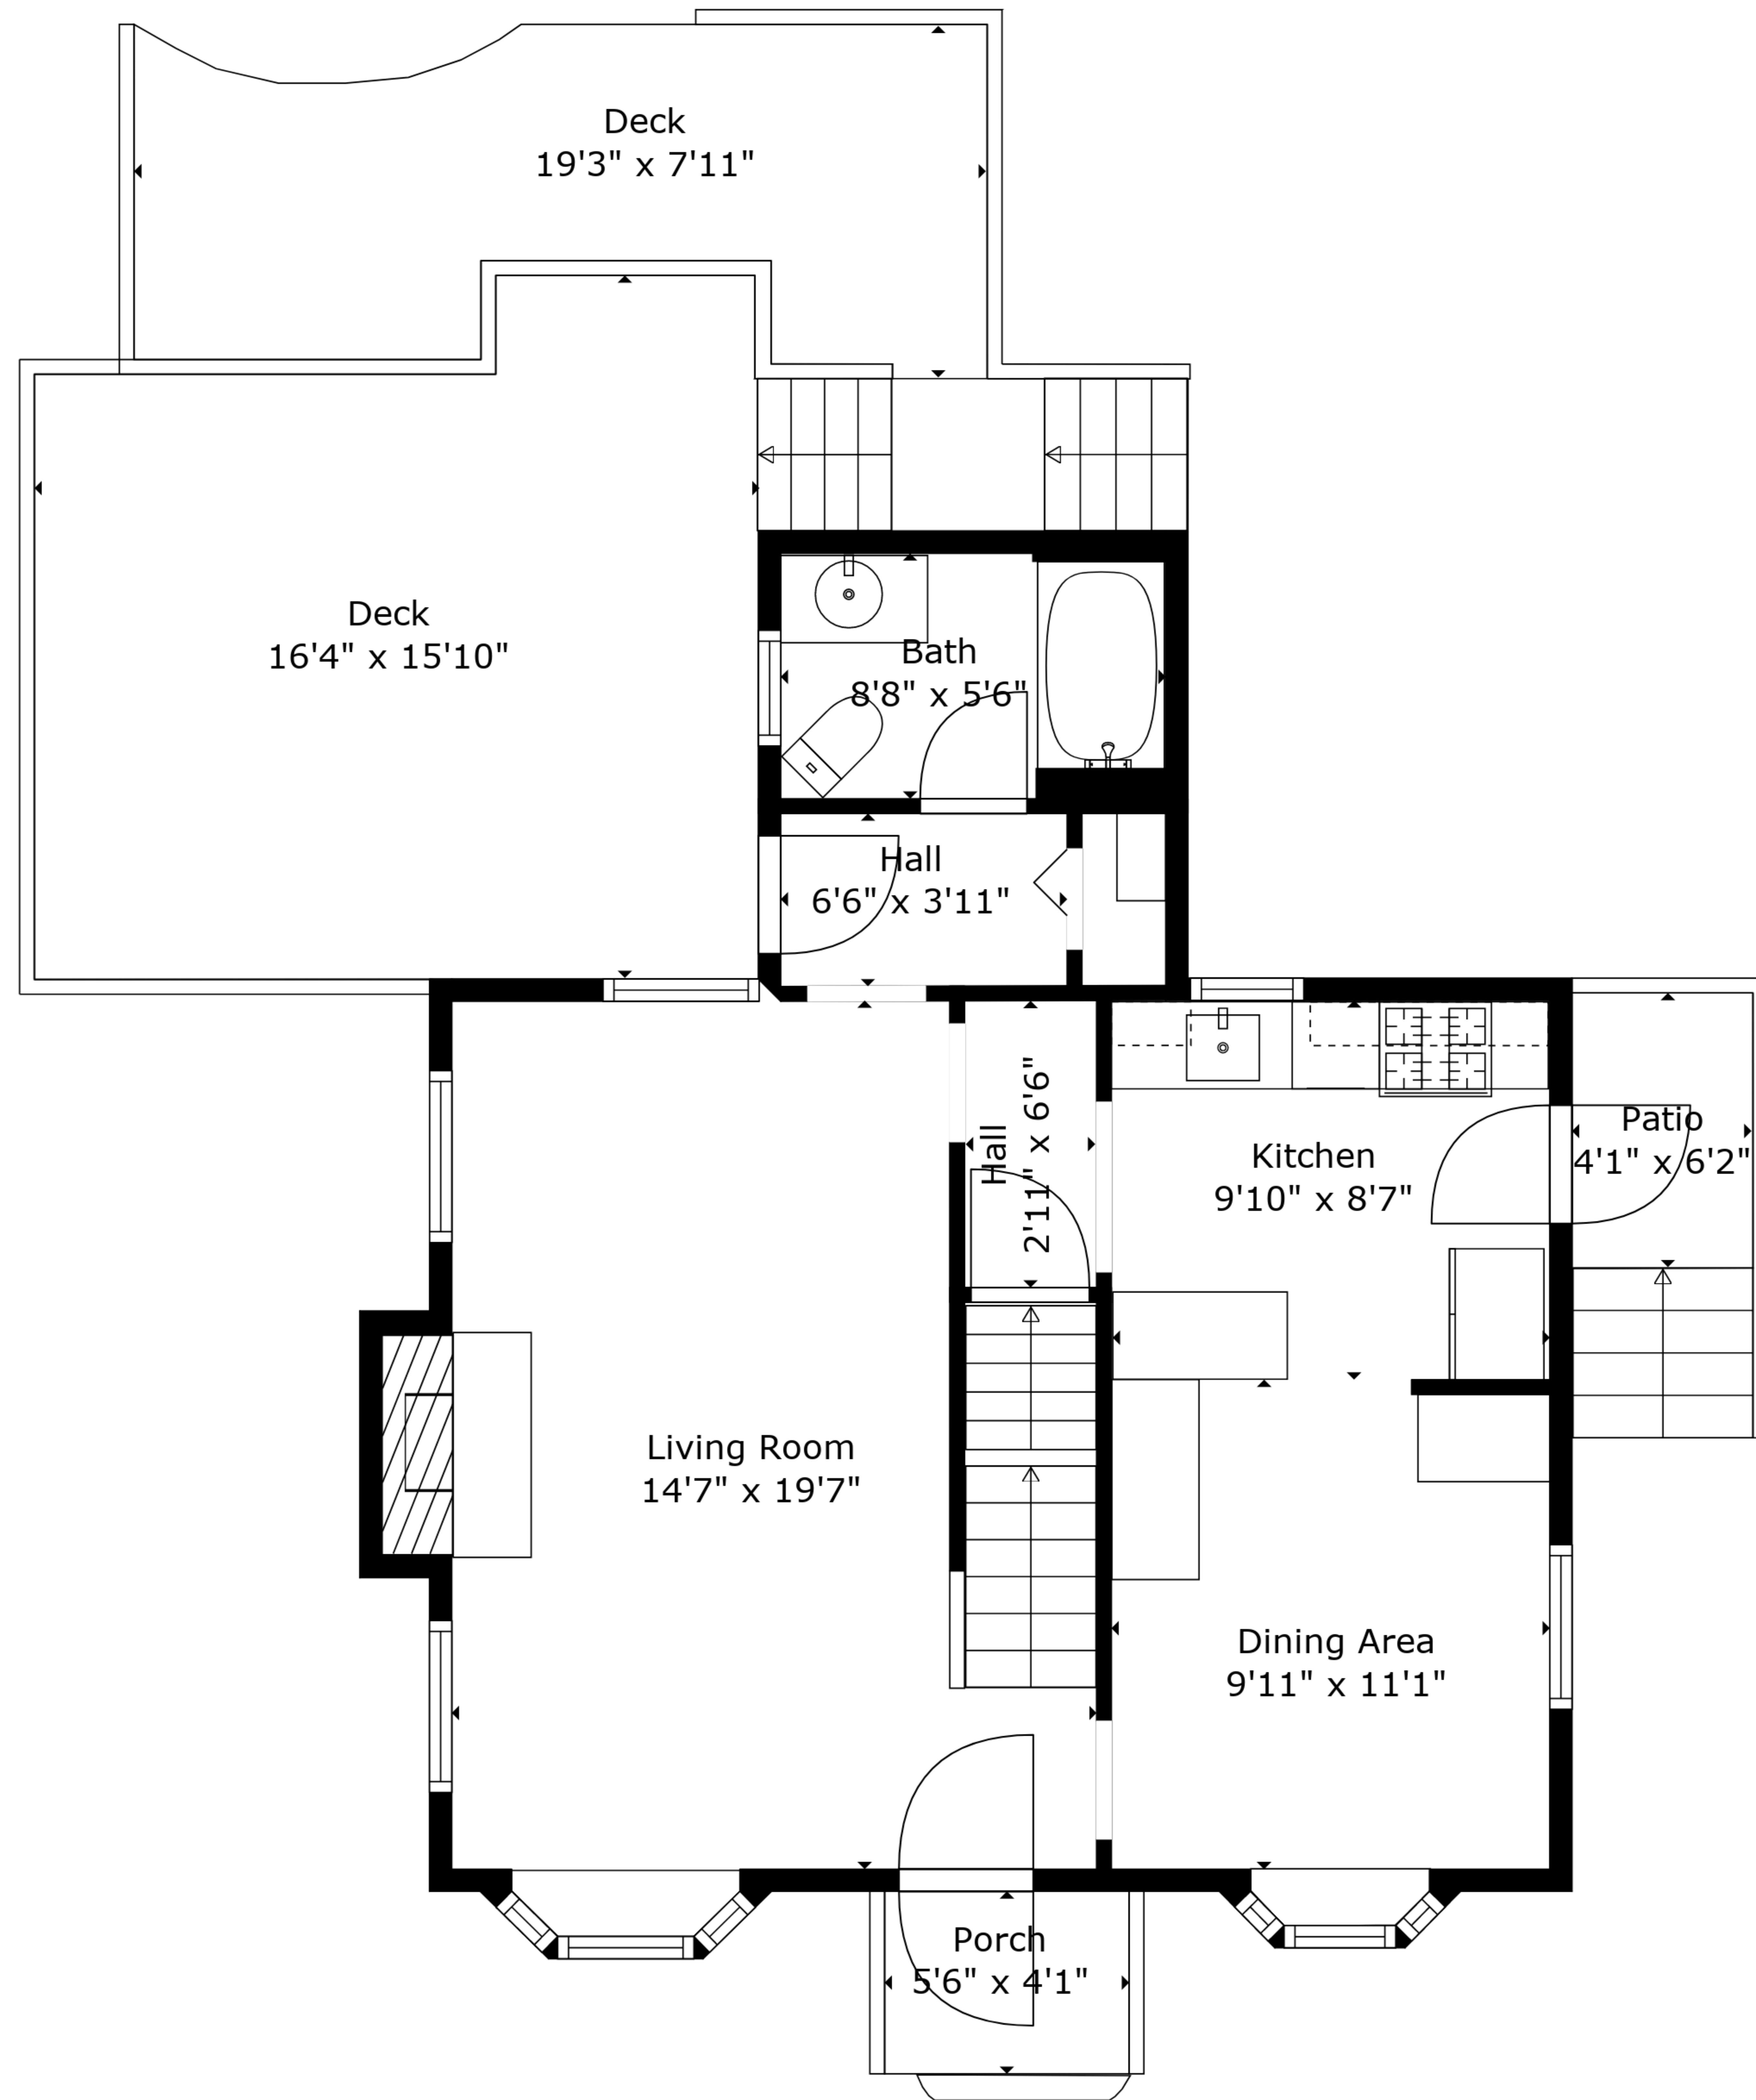 Deck
19'3" x 7'11"
Deck
16'4" x 15'10"
Bath
8'8" x 5'6"
Hall
6'6" x 3'11"
Hall
2'11" x 6'6"
Kitchen
9'10" x 8'7"
Patio
4'1" x 6'2"
Living Room
14'7" x 19'7"
Dining Area
9'11" x 11'1"
Porch
5'6" x 4'1"